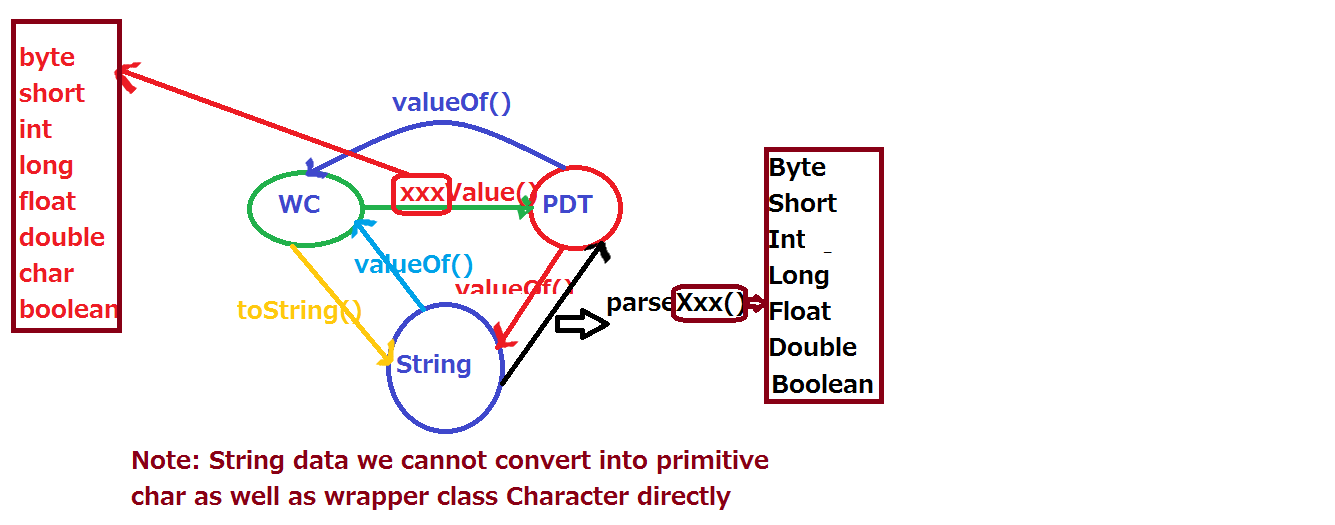 byte
short
int
long
float
double
char
boolean
valueOf()
WC
xxxValue()
PDT
valueOf()
valueOf()
toString()
String
parseXxx()
Byte
Short
Int
Long
Float
Double
Boolean
Note: String data we cannot convert into primitive
char as well as wrapper class Character directly